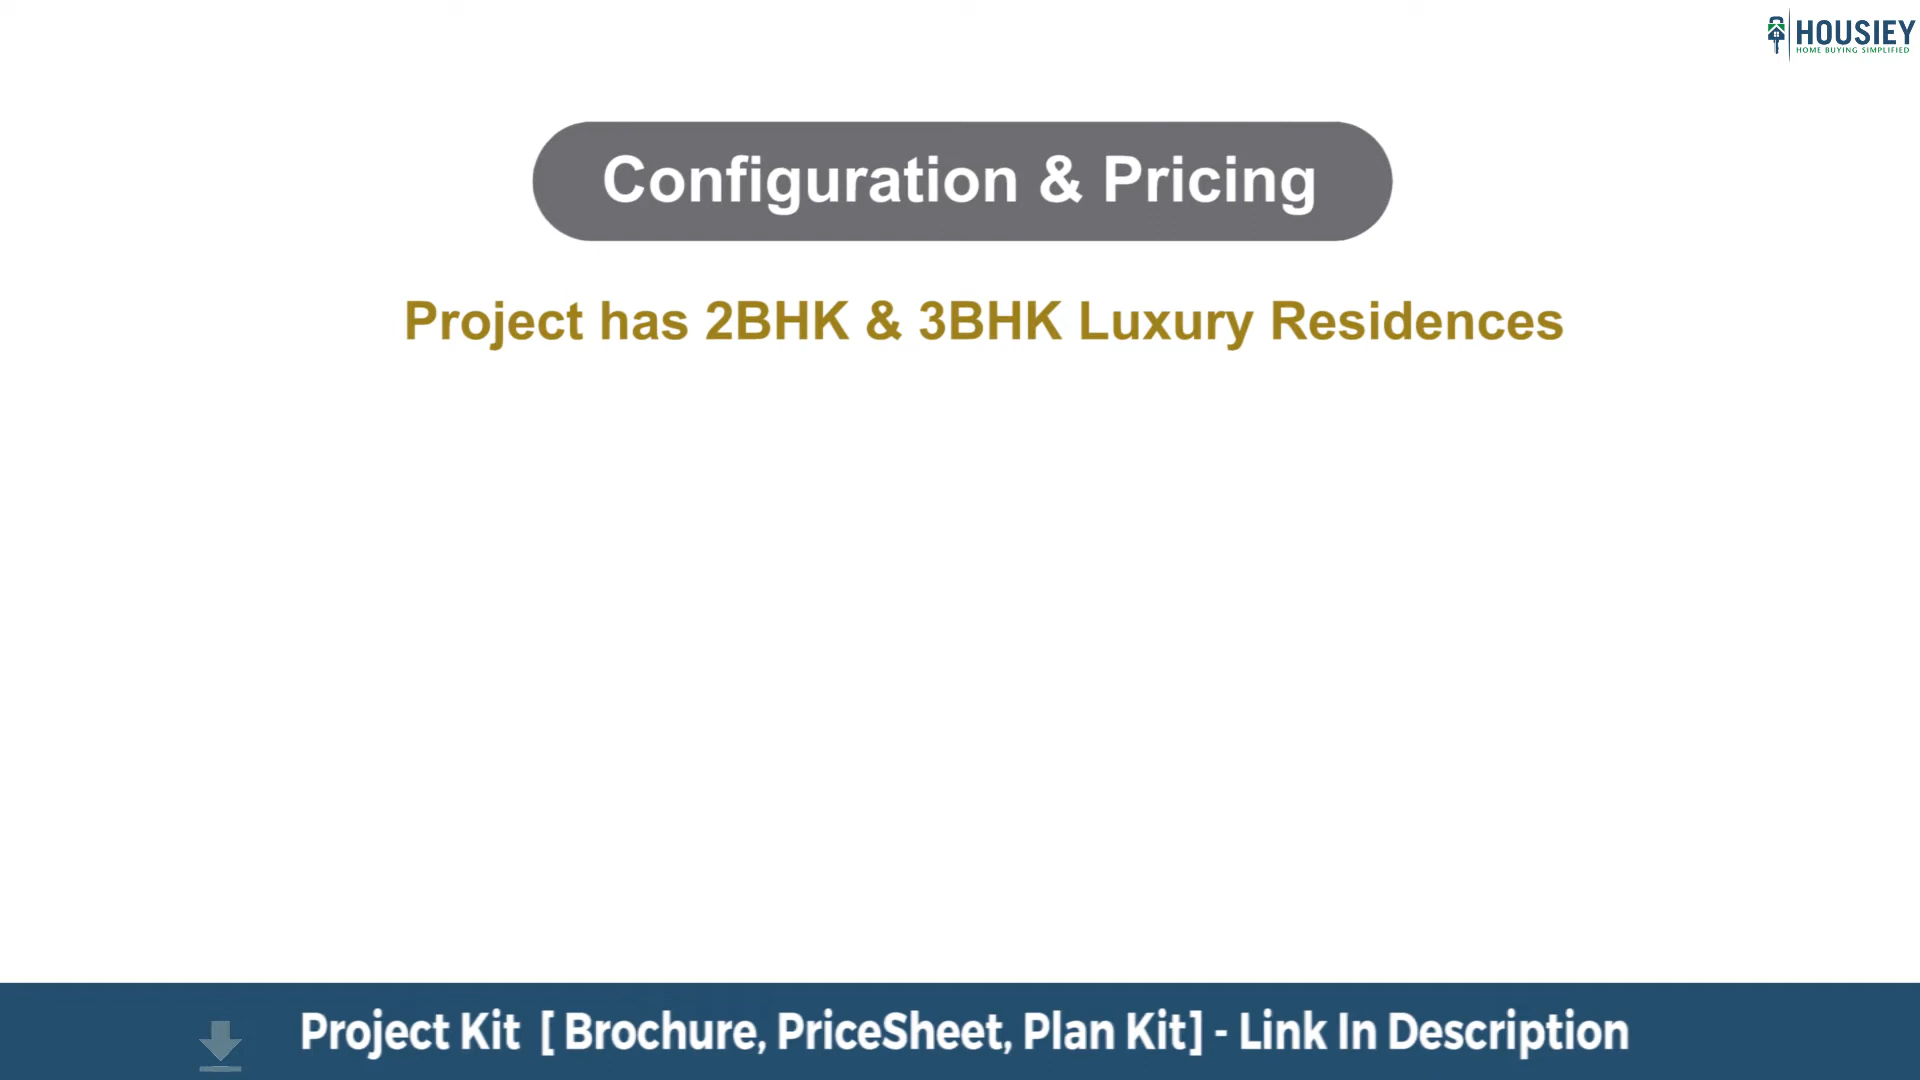 HOUSIEY
HOME BUYING SIMPLIFIED
Configuration & Pricing
Project has 2BHK & 3BHK Luxury Residences
Project Kit [ Brochure, PriceSheet, Plan Kit] - Link In Description